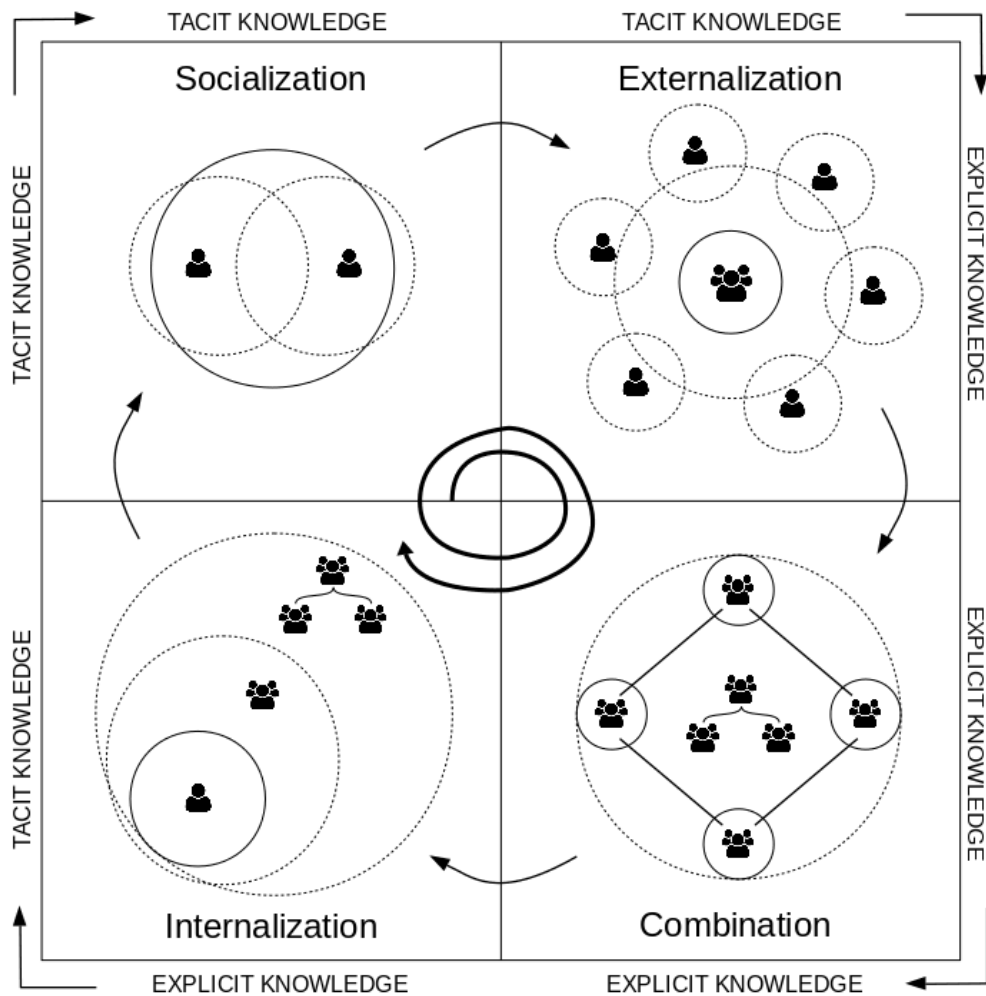 TACIT KNOWLEDGE
TACIT KNOWLEDGE
Socialization
Externalization
TACIT KNOWLEDGE
EXPLICIT KNOWLEDGE
TACIT KNOWLEDGE
EXPLICIT KNOWLEDGE
Internalization
Combination
EXPLICIT KNOWLEDGE
EXPLICIT KNOWLEDGE